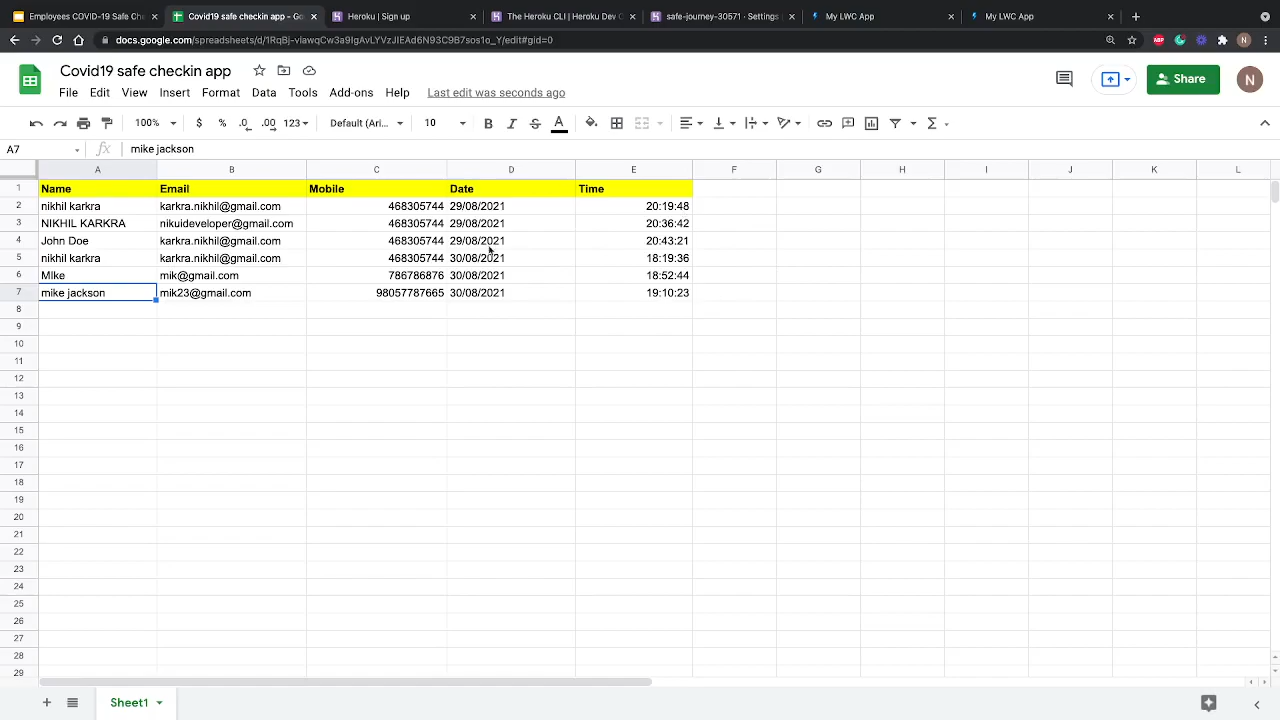 Employees COVID-19 Safe Che
Covid19 safe checkin app - Go
Heroku | Sign up
The Heroku CLI | Heroku Dev C
safe-journey-30571 · Settings
My LWC App
My LWC App
docs.google.com/spreadsheets/d/1RqBj-vlawqCw3a9IgAvLYVzJIEAd6N93C9B7sos1o_Y/edit#gid=0
ABP
N
Covid19 safe checkin app
File Edit View Insert Format Data Tools Add-ons Help Last edit was seconds ago
Share
N
100% $ % .0 .00 123 Default (Ari... 10 B I S A Σ
A7 fx mike jackson
A B C D E F G H I J K L
1 Name Email Mobile Date Time
2 nikhil karkra karkra.nikhil@gmail.com 468305744 29/08/2021 20:19:48
3 NIKHIL KARKRA nikuideveloper@gmail.com 468305744 29/08/2021 20:36:42
4 John Doe karkra.nikhil@gmail.com 468305744 29/08/2021 20:43:21
5 nikhil karkra karkra.nikhil@gmail.com 468305744 30/08/2021 18:19:36
6 MIke mik@gmail.com 786786876 30/08/2021 18:52:44
7 mike jackson mik23@gmail.com 98057787665 30/08/2021 19:10:23
8
9
10
11
12
13
14
15
16
17
18
19
20
21
22
23
24
25
26
27
28
29
Sheet1